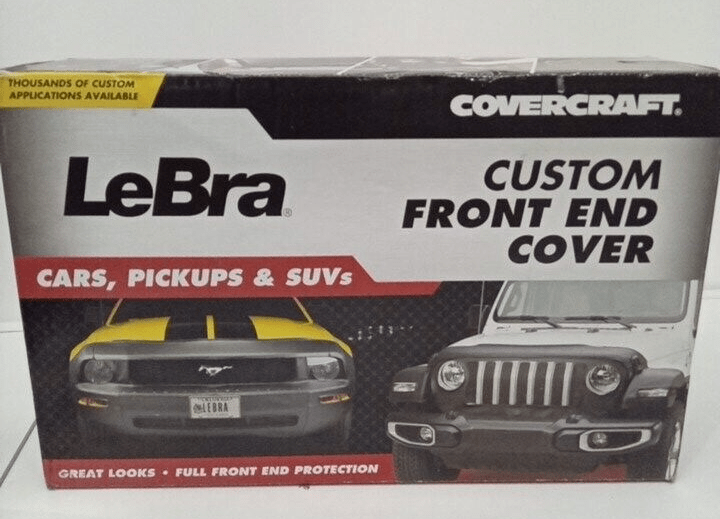 THOUSANDS OF CUSTOM
APPLICATIONS AVAILABLE
COVERCRAFT®
LeBra®
CUSTOM
FRONT END
COVER
CARS, PICKUPS & SUVs
LEBRA
GREAT LOOKS • FULL FRONT END PROTECTION